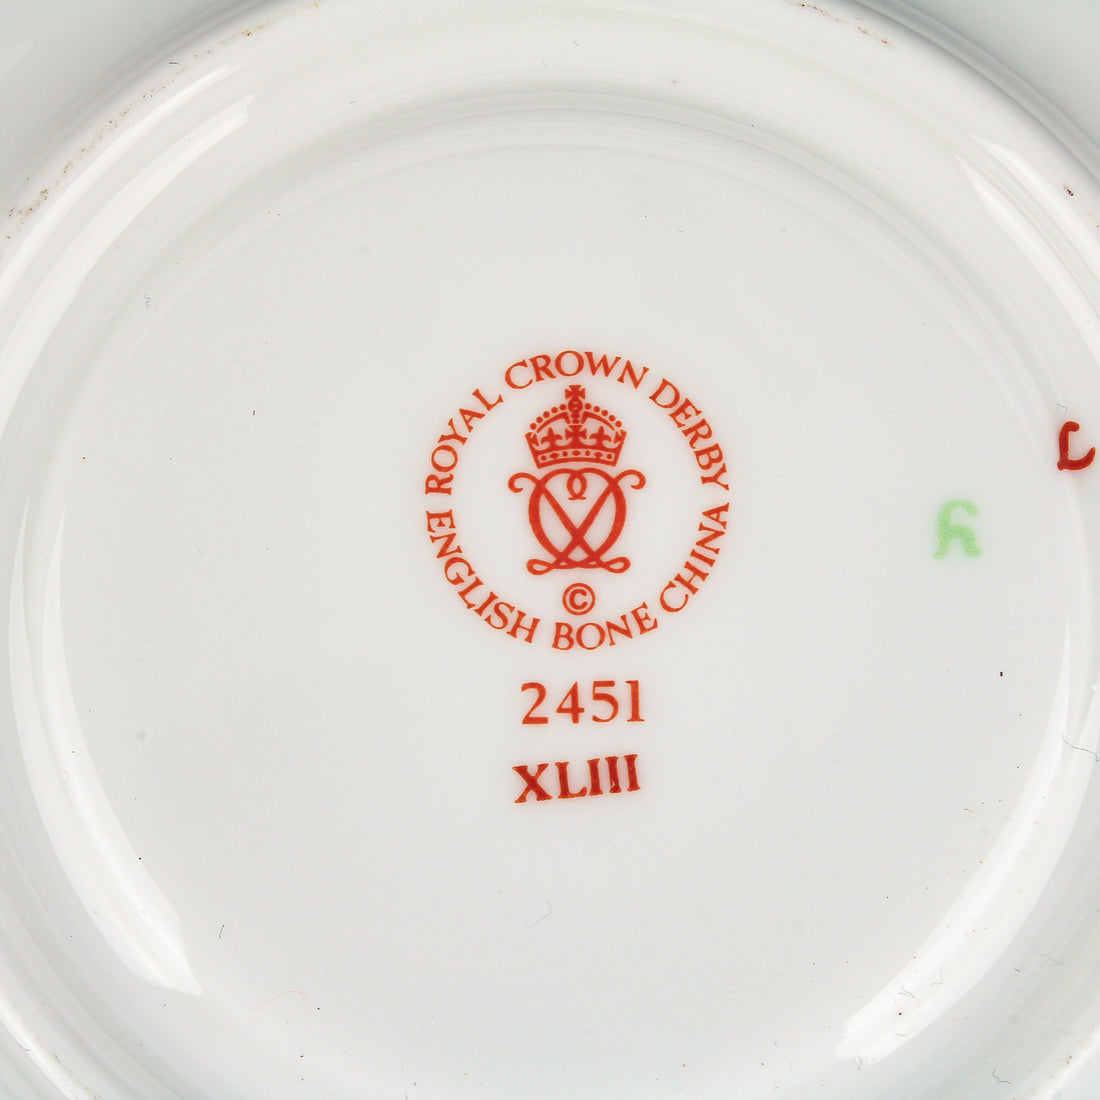 ROYAL CROWN DERBY
ENGLISH BONE CHINA
©
2451
XLIII